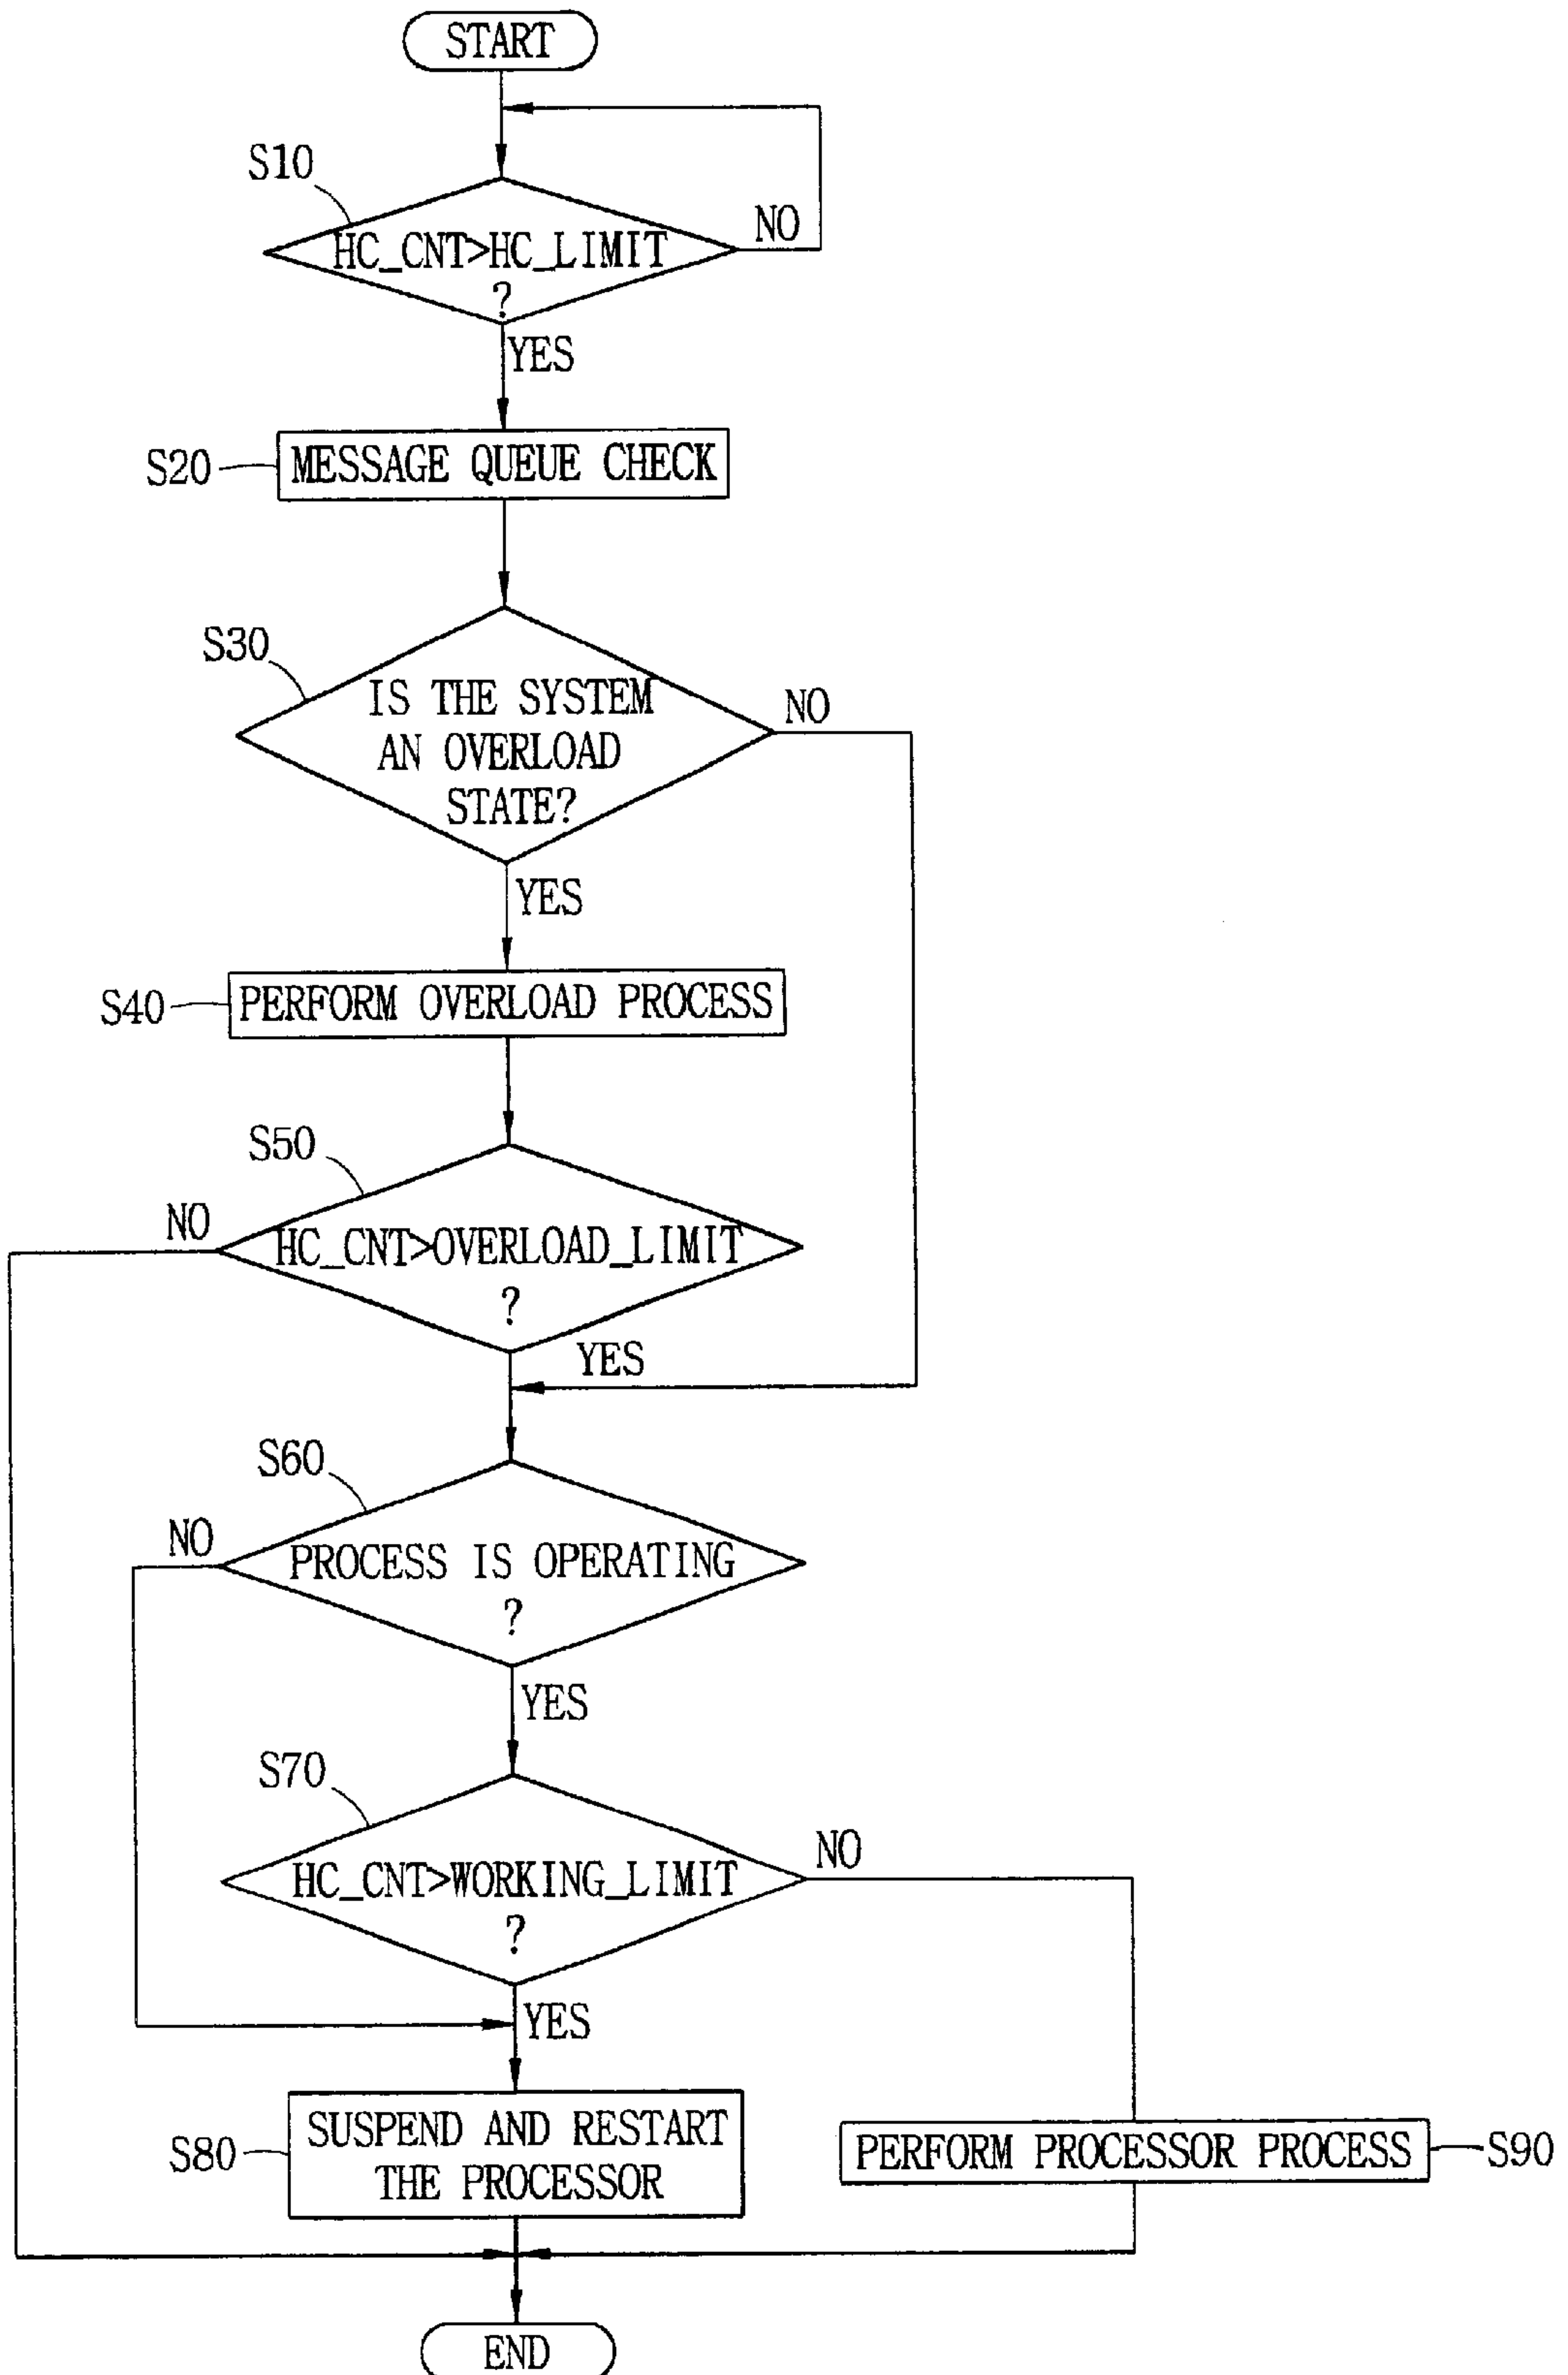 START
S10
HC_CNT>HC_LIMIT
?
NO
YES
S20
MESSAGE QUEUE CHECK
S30
IS THE SYSTEM
AN OVERLOAD
STATE?
NO
YES
S40
PERFORM OVERLOAD PROCESS
S50
NO
HC_CNT>OVERLOAD_LIMIT
?
YES
S60
NO
PROCESS IS OPERATING
?
YES
S70
HC_CNT>WORKING_LIMIT
?
NO
YES
S80
SUSPEND AND RESTART
THE PROCESSOR
PERFORM PROCESSOR PROCESS
S90
END